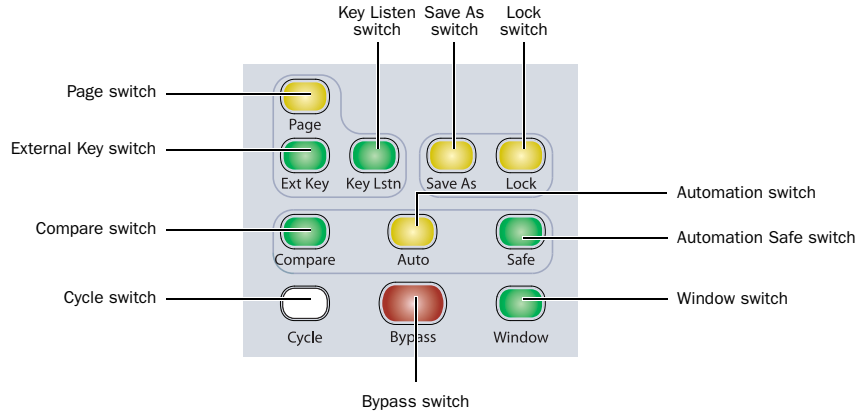 Key Listen switch
Save As switch
Lock switch
Page switch
Page
External Key switch
Ext Key
Key Lstn
Save As
Lock
Automation switch
Compare switch
Automation Safe switch
Compare
Auto
Safe
Cycle switch
Window switch
Cycle
Bypass
Window
Bypass switch